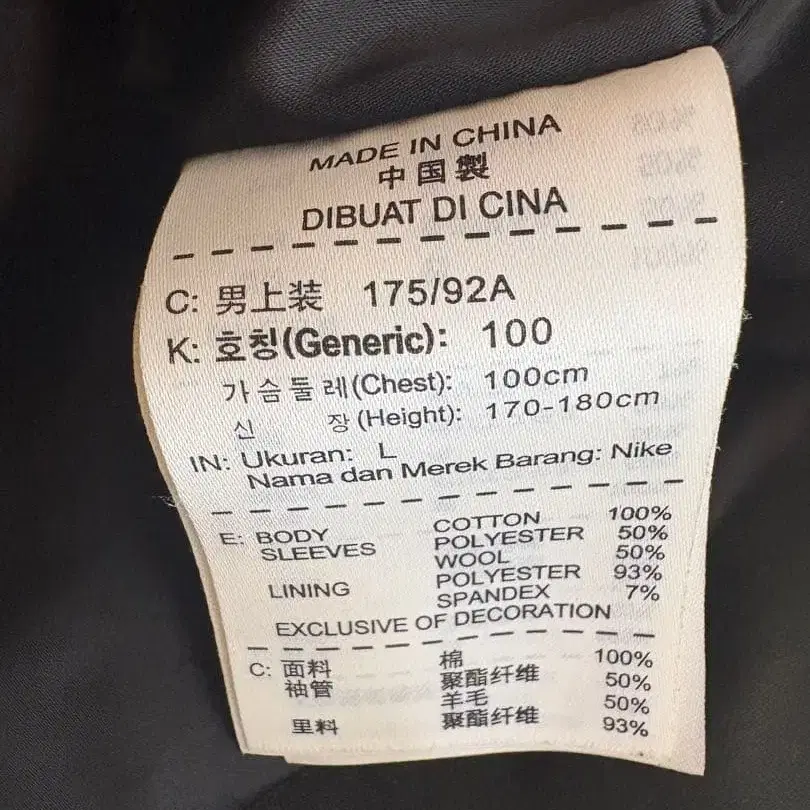 MADE IN CHINA
中国製
DIBUAT DI CINA
C: 男上装 175/92A
K: 호칭(Generic): 100
가슴둘레(Chest): 100cm
신 장 (Height): 170-180cm
IN: Ukuran: L
Nama dan Merek Barang: Nike
E: BODY COTTON 100%
SLEEVES POLYESTER 50%
WOOL 50%
LINING POLYESTER 93%
SPANDEX 7%
EXCLUSIVE OF DECORATION
C: 面料 棉 100%
袖管 聚酯纤维 50%
羊毛 50%
里料 聚酯纤维 93%